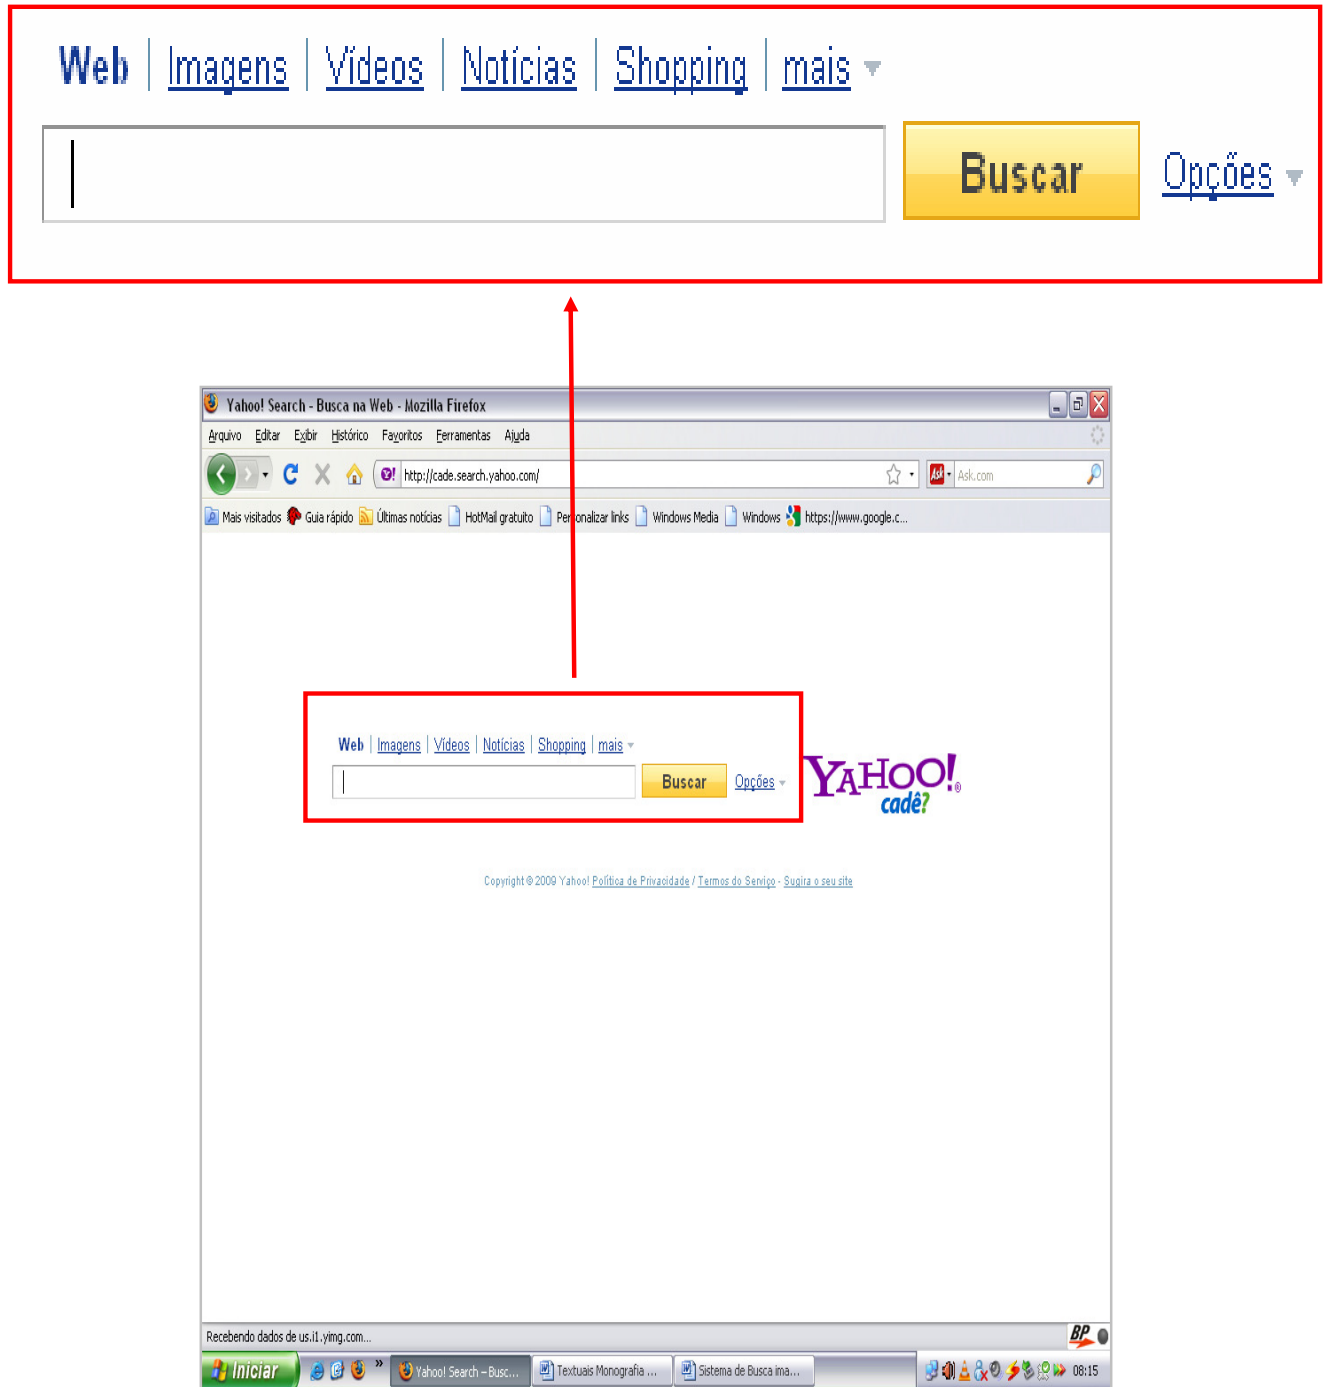 Web | Imagens | Vídeos | Notícias | Shopping | mais
Buscar Opções
Yahoo! Search - Busca na Web - Mozilla Firefox
Arquivo Editar Exibir Histórico Favoritos Ferramentas Ajuda
http://cade.search.yahoo.com/ Ask Ask.com
Mais visitados Guia rápido Últimas notícias HotMail gratuito Personalizar links Windows Media Windows https://www.google.c...
Web | Imagens | Vídeos | Notícias | Shopping | mais
Buscar Opções
YAHOO!®
cadê?
Copyright © 2009 Yahoo! Política de Privacidade / Termos do Serviço - Sugira o seu site
Recebendo dados de us.i1.yimg.com...
BP
Iniciar » Yahoo! Search – Busc... Textuais Monografia ... Sistema de Busca ima... 08:15